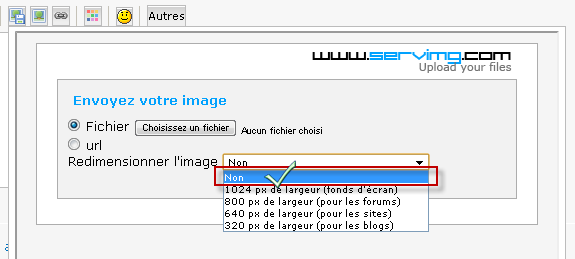 Autres
www.servimg.com
Upload your files
Envoyez votre image
Fichier Choisissez un fichier Aucun fichier choisi
url
Redimensionner l'image Non
Non
1024 px de largeur (fonds d'écran)
800 px de largeur (pour les forums)
640 px de largeur (pour les sites)
320 px de largeur (pour les blogs)